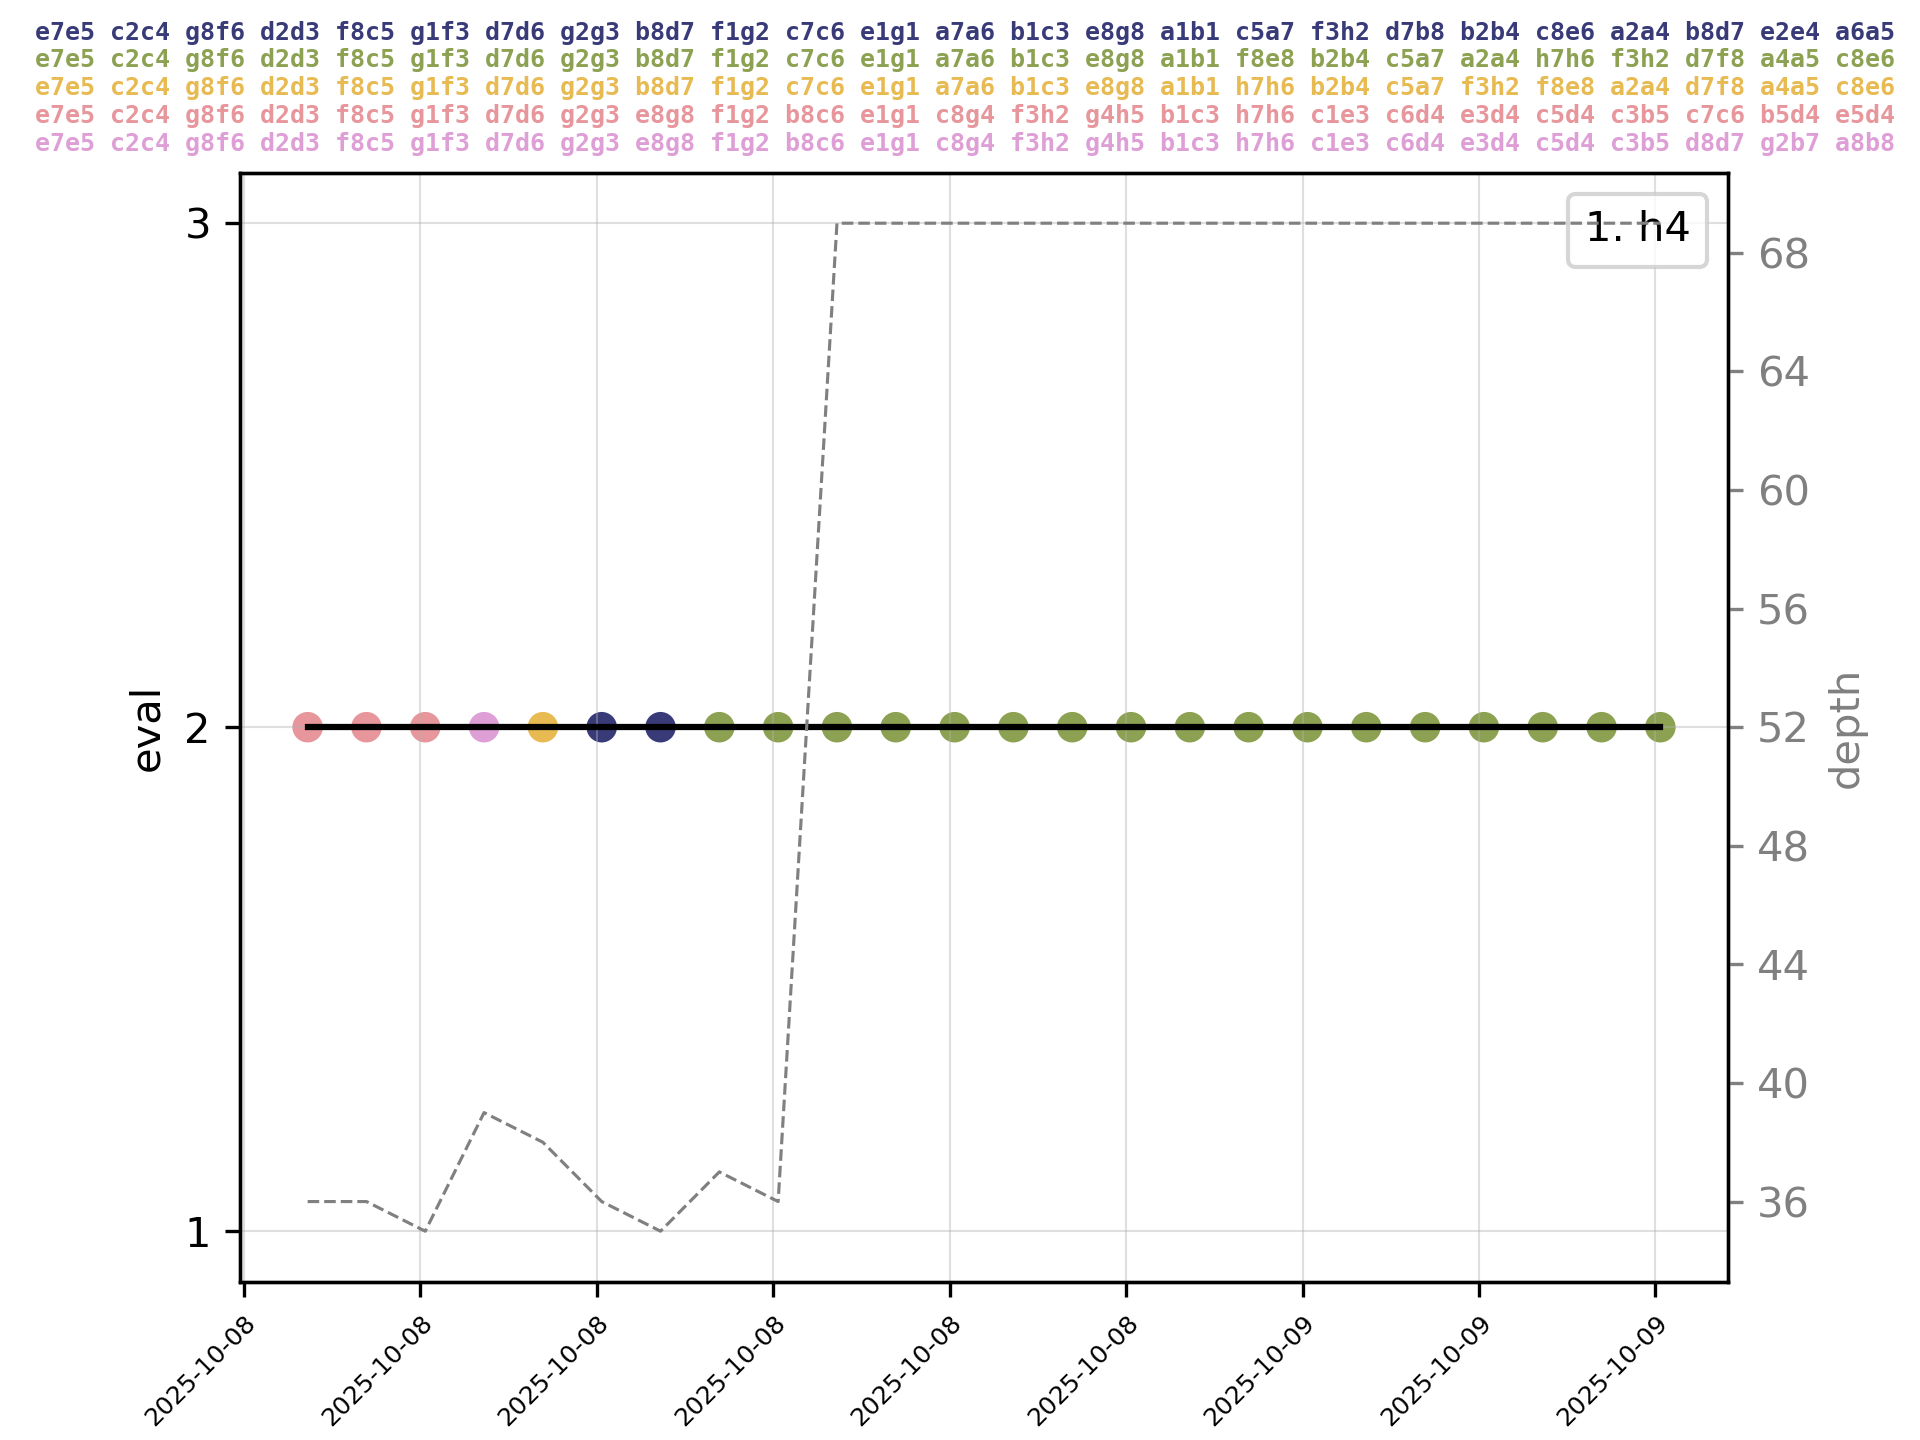 e7e5 c2c4 g8f6 d2d3 f8c5 g1f3 d7d6 g2g3 b8d7 f1g2 c7c6 e1g1 a7a6 b1c3 e8g8 a1b1 c5a7 f3h2 d7b8 b2b4 c8e6 a2a4 b8d7 e2e4 a6a5
e7e5 c2c4 g8f6 d2d3 f8c5 g1f3 d7d6 g2g3 b8d7 f1g2 c7c6 e1g1 a7a6 b1c3 e8g8 a1b1 f8e8 b2b4 c5a7 a2a4 h7h6 f3h2 d7f8 a4a5 c8e6
e7e5 c2c4 g8f6 d2d3 f8c5 g1f3 d7d6 g2g3 b8d7 f1g2 c7c6 e1g1 a7a6 b1c3 e8g8 a1b1 h7h6 b2b4 c5a7 f3h2 f8e8 a2a4 d7f8 a4a5 c8e6
e7e5 c2c4 g8f6 d2d3 f8c5 g1f3 d7d6 g2g3 e8g8 f1g2 b8c6 e1g1 c8g4 f3h2 g4h5 b1c3 h7h6 c1e3 c6d4 e3d4 c5d4 c3b5 c7c6 b5d4 e5d4
e7e5 c2c4 g8f6 d2d3 f8c5 g1f3 d7d6 g2g3 e8g8 f1g2 b8c6 e1g1 c8g4 f3h2 g4h5 b1c3 h7h6 c1e3 c6d4 e3d4 c5d4 c3b5 d8d7 g2b7 a8b8
1. h4
3
2
1
eval
68
64
60
56
52
48
44
40
36
depth
2025-10-08
2025-10-08
2025-10-08
2025-10-08
2025-10-08
2025-10-08
2025-10-09
2025-10-09
2025-10-09